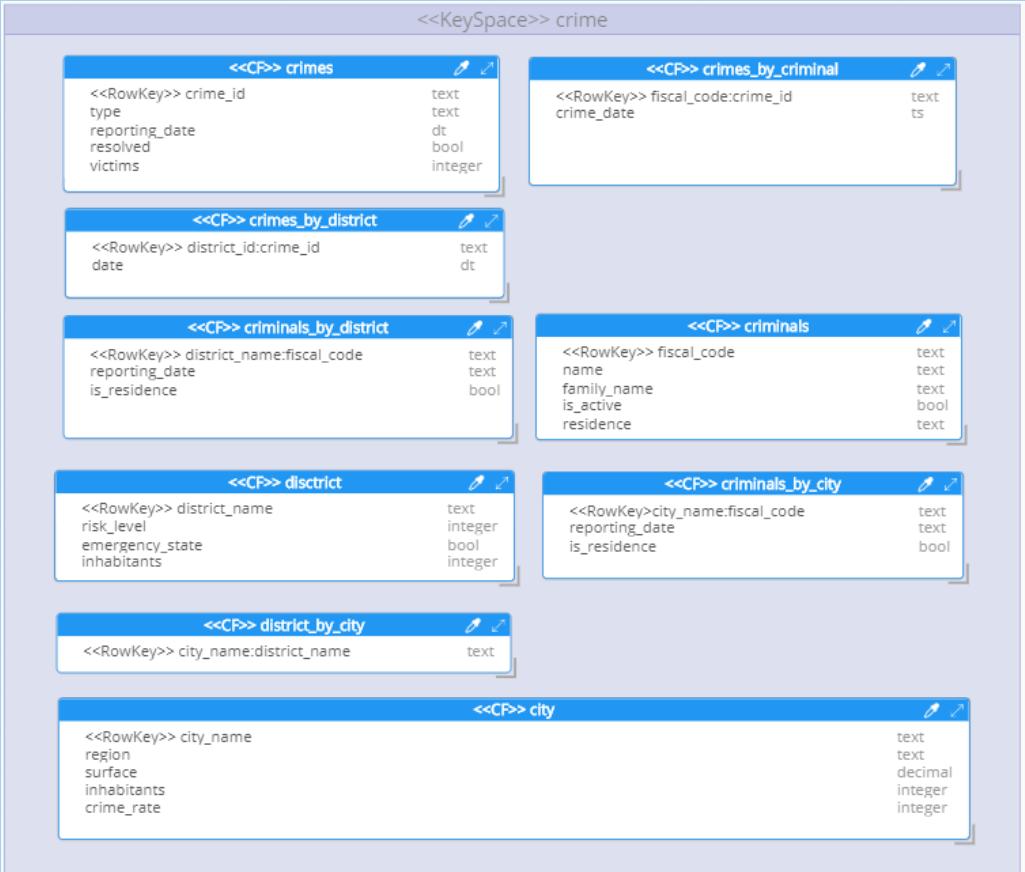 <<KeySpace>> crime
<<CF>> crimes
<<RowKey>> crime_id text
type text
reporting_date dt
resolved bool
victims integer
<<CF>> crimes_by_criminal
<<RowKey>> fiscal_code:crime_id text
crime_date ts
<<CF>> crimes_by_district
<<RowKey>> district_id:crime_id text
date dt
<<CF>> criminals_by_district
<<RowKey>> district_name:fiscal_code text
reporting_date text
is_residence bool
<<CF>> criminals
<<RowKey>> fiscal_code text
name text
family_name text
is_active bool
residence text
<<CF>> disctrict
<<RowKey>> district_name text
risk_level integer
emergency_state bool
inhabitants integer
<<CF>> criminals_by_city
<<RowKey>city_name:fiscal_code text
reporting_date text
is_residence bool
<<CF>> district_by_city
<<RowKey>> city_name:district_name text
<<CF>> city
<<RowKey>> city_name text
region text
surface decimal
inhabitants integer
crime_rate integer